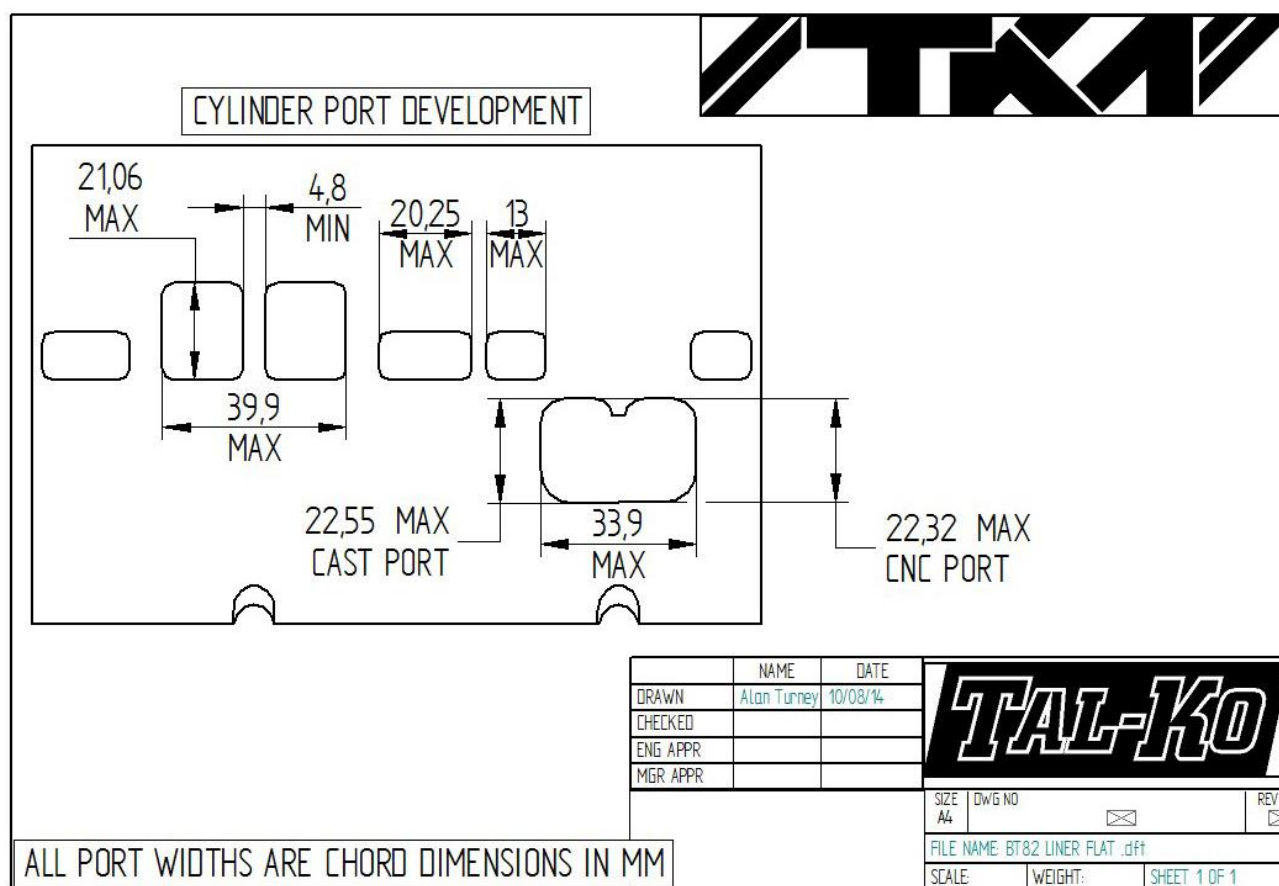 TKM
CYLINDER PORT DEVELOPMENT
21,06
MAX
4,8
MIN
20,25
MAX
13
MAX
39,9
MAX
22,55 MAX
CAST PORT
33,9
MAX
22,32 MAX
CNC PORT
NAME DATE
DRAWN Alan Turney 10/08/14
CHECKED
ENG APPR
MGR APPR
TAL-KO
SIZE DWG NO REV
A4
FILE NAME: BT82 LINER FLAT .dft
SCALE: WEIGHT: SHEET 1 OF 1
ALL PORT WIDTHS ARE CHORD DIMENSIONS IN MM